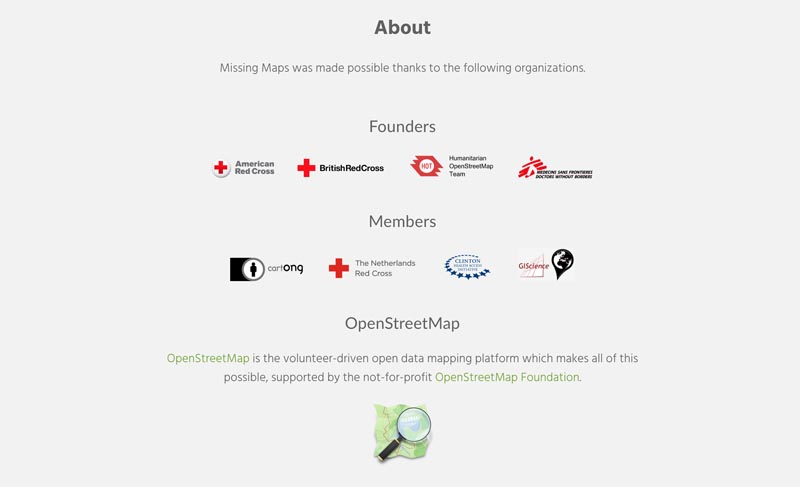 About
Missing Maps was made possible thanks to the following organizations.
Founders
American
Red Cross
BritishRedCross
HOT
Humanitarian
OpenStreetMap
Team
MEDECINS SANS FRONTIERES
DOCTORS WITHOUT BORDERS
Members
cartONG
The Netherlands
Red Cross
CLINTON
HEALTH ACCESS
INITIATIVE
GIScience
OpenStreetMap
OpenStreetMap is the volunteer-driven open data mapping platform which makes all of this
possible, supported by the not-for-profit OpenStreetMap Foundation.